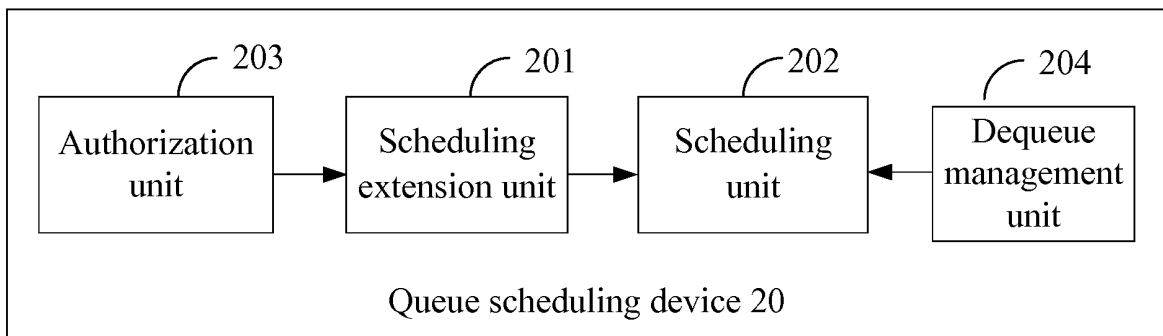 203
201
202
204
Authorization
unit
Scheduling
extension unit
Scheduling
unit
Dequeue
management
unit
Queue scheduling device 20